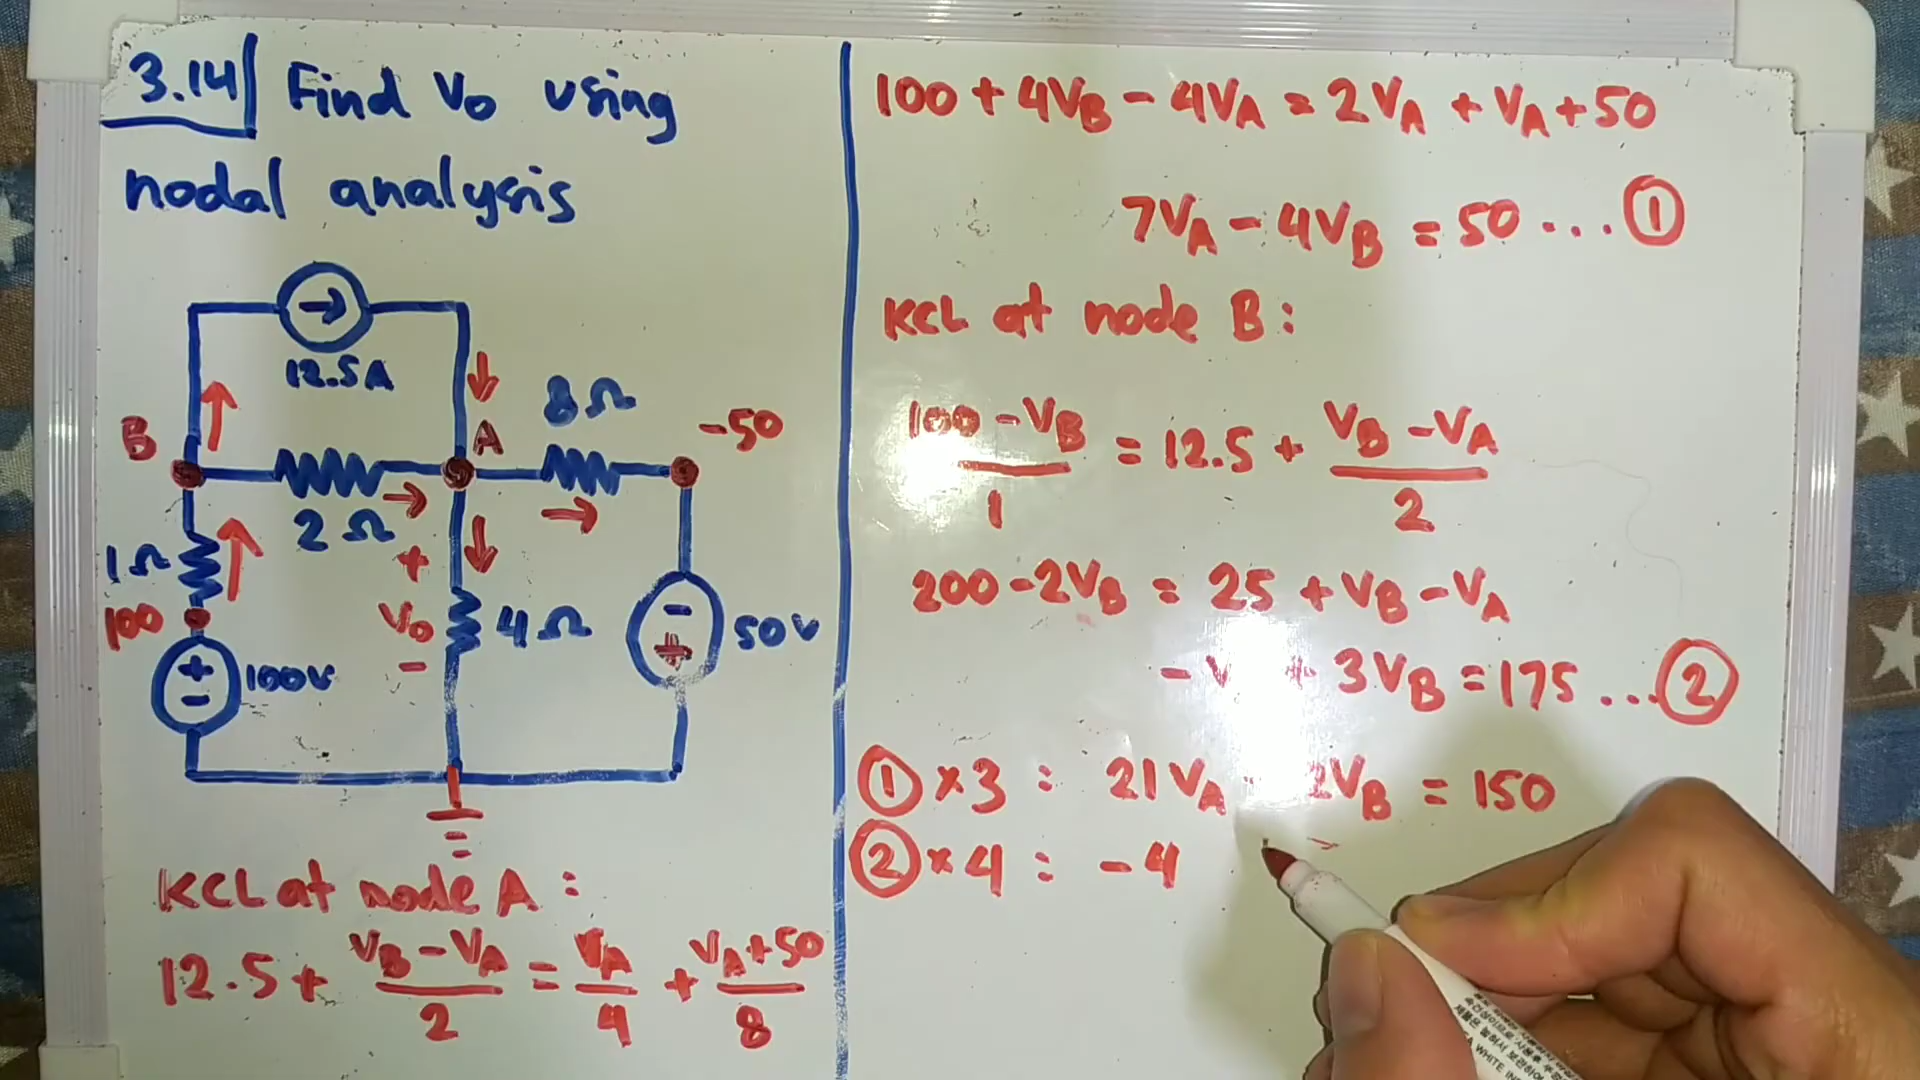 3.14 Find Vo using
nodal analysis
12.5A
8Ω
B
A
-50
2Ω
1Ω
+
100
Vo
4Ω
-
+
50V
+
-
100V
-
KCL at node A:
12.5 + (VB - VA)/2 = VA/4 + (VA + 50)/8
100 + 4VB - 4VA = 2VA + VA + 50
7VA - 4VB = 50 ... ①
KCL at node B:
(100 - VB)/1 = 12.5 + (VB - VA)/2
200 - 2VB = 25 + VB - VA
- V + 3VB = 175 ... ②
① × 3 : 21VA - 2VB = 150
② × 4 : -4